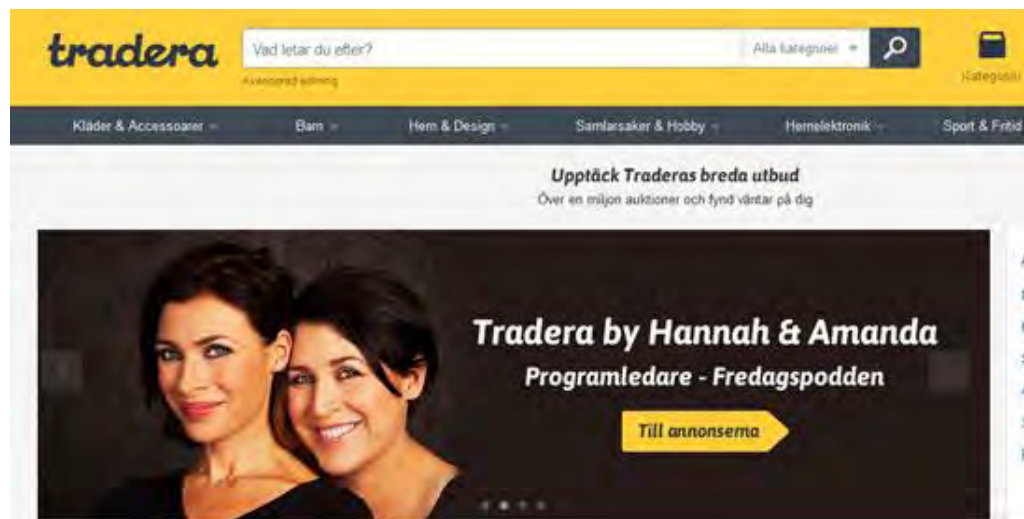 tradera
Vad letar du efter?
Alla kategorier
Avancerad sökning
Kategorier
Kläder & Accessoarer
Barn
Hem & Design
Samlarsaker & Hobby
Hemelektronik
Sport & Fritid
Upptäck Traderas breda utbud
Över en miljon auktioner och fynd väntar på dig
Tradera by Hannah & Amanda
Programledare - Fredagspodden
Till annonserna